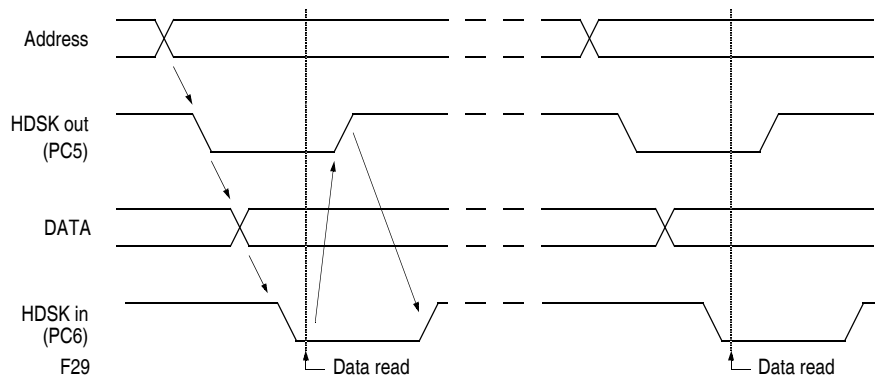 Address
HDSK out
(PC5)
DATA
HDSK in
(PC6)
F29
Data read
Data read